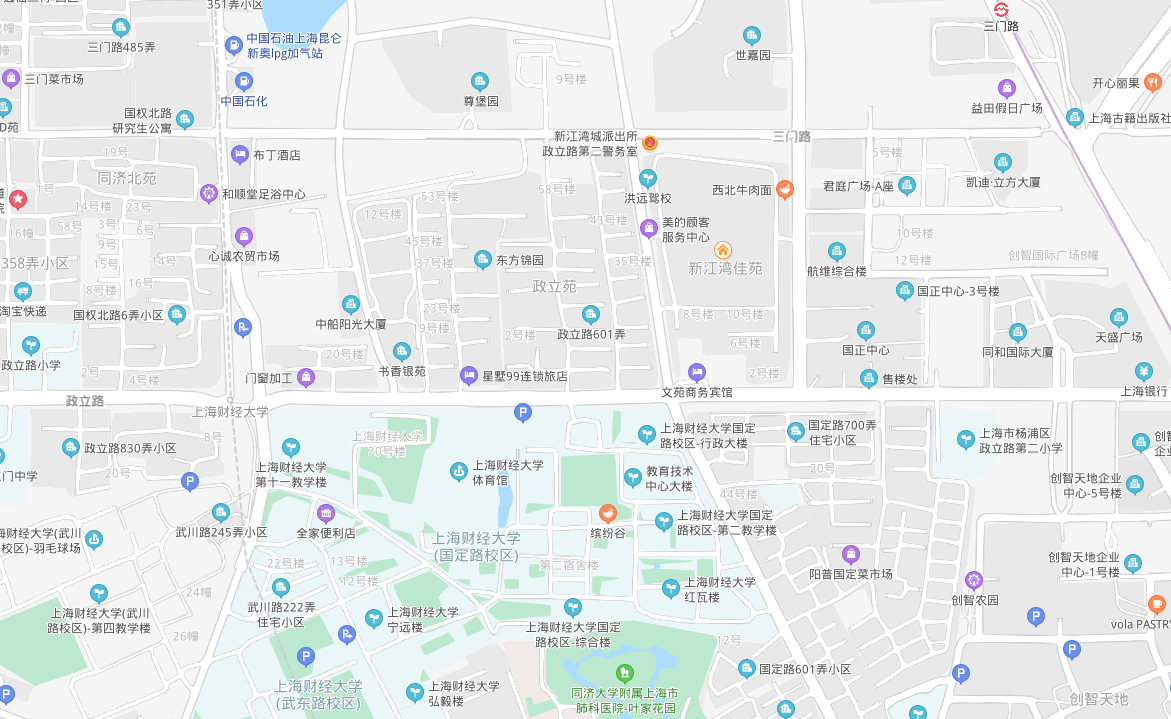 351弄小区
三门路485弄
中国石油上海昆仑
新奥lpg加气站
三门菜市场
中国石化
国权北路
研究生公寓
尊堡园
9号楼
世嘉园
三门路
开心丽果
益田假日广场
上海古籍出版社
新江湾城派出所
政立路第二警务室
三门路
19号
布丁酒店
同济北苑
1号
和顺堂足浴中心
14号楼
23号
58号
3号
16幢
9号
15号
14号
358弄小区
16号
8号楼
心诚农贸市场
淘宝快递
国权北路6弄小区
政立路小学
2号
4号楼
53号楼
12号楼
45号楼
37号楼
58号楼
43号楼
35号楼
东方锦园
政立苑
23号楼
19号楼
2号楼
政立路601弄
中船阳光大厦
20号楼
书香银苑
门窗加工
星墅99连锁旅店
洪远驾校
西北牛肉面
美的顾客
服务中心
新江湾佳苑
8号楼
10号楼
6号楼
2号楼
文苑商务宾馆
5号楼
君庭广场-A座
凯迪·立方大厦
10号楼
12号楼
创智国际广场B幢
航维综合楼
国正中心-3号楼
国正中心
同和国际大厦
天盛广场
售楼处
上海银行
政立路
上海财经大学
政立路830弄小区
8号
20号
上海财经大学
第十一教学楼
上海财经大学
20号楼
上海财经大学
体育馆
上海财经大学国定
路校区-行政大楼
教育技术
中心大楼
国定路700弄
住宅小区
20号
44号楼
上海市杨浦区
政立路第二小学
创智天地企业
中心-5号楼
武川路245弄小区
全家便利店
上海财经大学
(国定路校区)
缤纷谷
上海财经大学国定
路校区-第二教学楼
第二宿舍楼
22号楼
13号楼
12号楼
24幢
26幢
武川路222弄
住宅小区
上海财经大学(武川
路校区)-第四教学楼
校区)-羽毛球场
上海财经大学
宁远楼
上海财经大学国定
路校区-综合楼
上海财经大学
红瓦楼
12号
阳普国定菜市场
创智农园
创智天地企业
中心-1号楼
vola PASTRY
上海财经大学
(武东路校区)
上海财经大学
弘毅楼
同济大学附属上海市
肺科医院-叶家花园
国定路601弄小区
创智天地